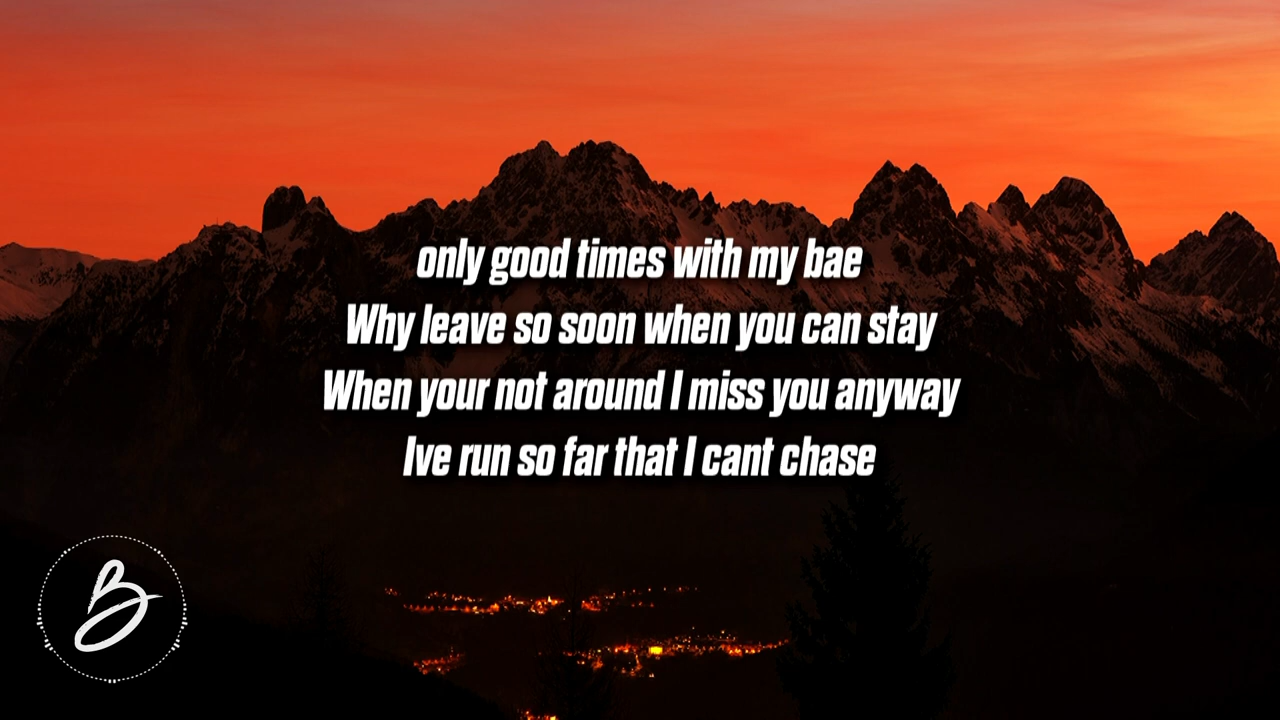 only good times with my bae
Why leave so soon when you can stay
When your not around I miss you anyway
Ive run so far that I cant chase
B